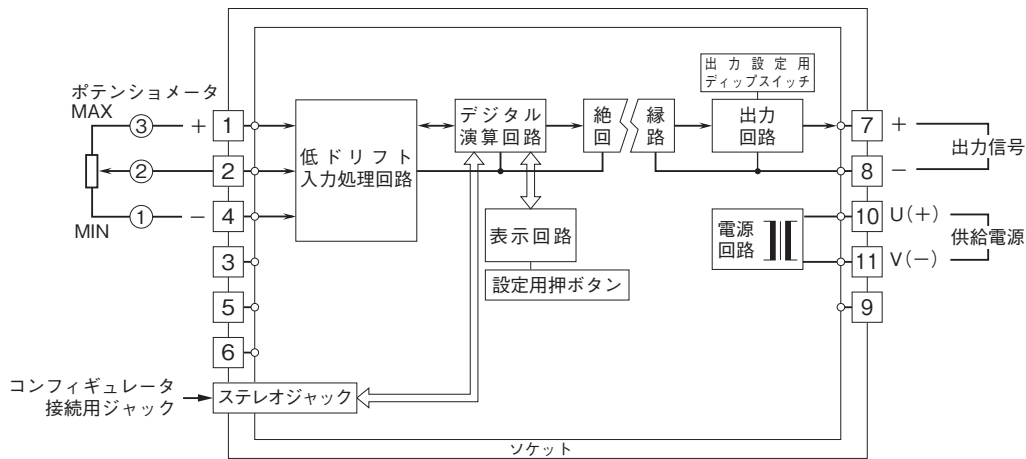 ポテンショメータ
MAX
③
②
①
MIN
+
−
1
2
4
3
5
6
低ドリフト
入力処理回路
デジタル
演算回路
表示回路
設定用押ボタン
絶縁
回路
出力設定用
ディップスイッチ
出力
回路
電源
回路
7
8
10
11
9
+
−
出力信号
U(+)
V(−)
供給電源
コンフィギュレータ
接続用ジャック
ステレオジャック
ソケット